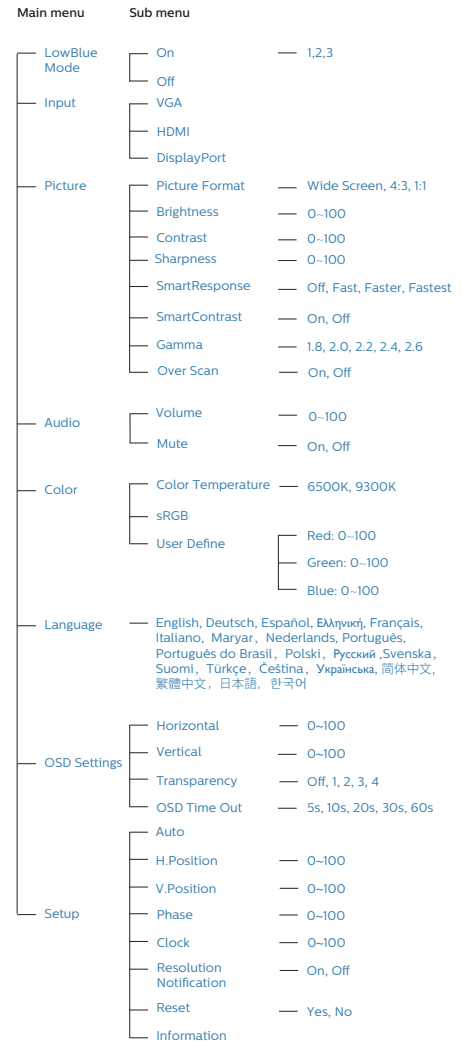 Main menu Sub menu
LowBlue Mode On 1,2,3
Off
Input VGA
HDMI
DisplayPort
Picture Picture Format Wide Screen, 4:3, 1:1
Brightness 0~100
Contrast 0~100
Sharpness 0~100
SmartResponse Off, Fast, Faster, Fastest
SmartContrast On, Off
Gamma 1.8, 2.0, 2.2, 2.4, 2.6
Over Scan On, Off
Audio Volume 0~100
Mute On, Off
Color Color Temperature 6500K, 9300K
sRGB
User Define Red: 0~100
Green: 0~100
Blue: 0~100
Language English, Deutsch, Español, Ελληνική, Français,
Italiano, Maryar, Nederlands, Português,
Português do Brasil, Polski, Русский ,Svenska,
Suomi, Türkçe, Čeština, Українська, 简体中文,
繁體中文, 日本語, 한국어
OSD Settings Horizontal 0~100
Vertical 0~100
Transparency Off, 1, 2, 3, 4
OSD Time Out 5s, 10s, 20s, 30s, 60s
Setup Auto
H.Position 0~100
V.Position 0~100
Phase 0~100
Clock 0~100
Resolution Notification On, Off
Reset Yes, No
Information